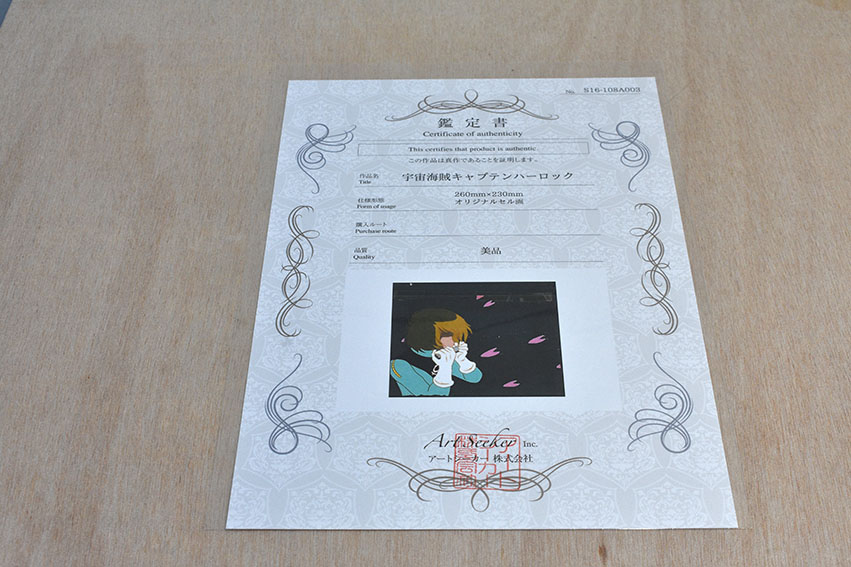 No. S16-108A003
鑑定書
Certificate of authenticity
This certifies that product is authentic
この作品は真作であることを証明します。
作品名 宇宙海賊キャプテンハーロック
Title
260mm×230mm
仕様形態 オリジナルセル画
Form of image
購入ルート
Purchase route
品質 美品
Quality
Art Seeker Inc.
アートシーカー 株式会社